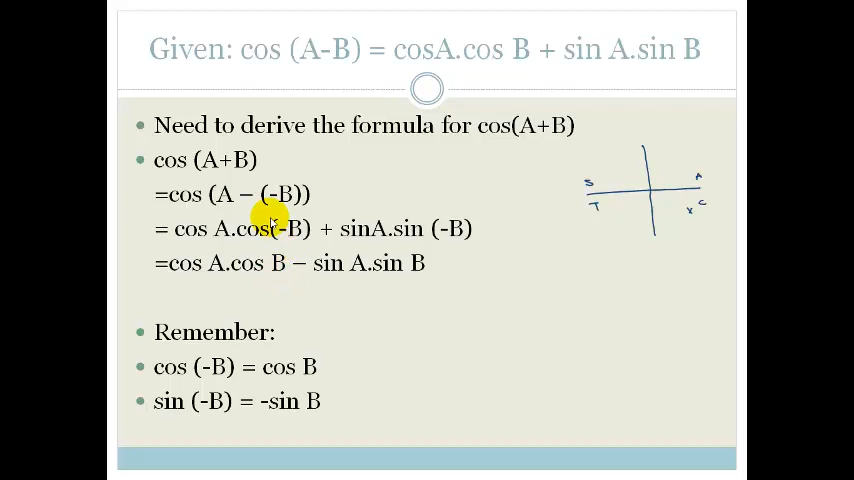 Given: cos (A-B) = cosA.cos B + sin A.sin B
• Need to derive the formula for cos(A+B)
• cos (A+B)
=cos (A – (-B))
= cos A.cos(-B) + sinA.sin (-B)
=cos A.cos B – sin A.sin B
• Remember:
• cos (-B) = cos B
• sin (-B) = -sin B
S A
T x C